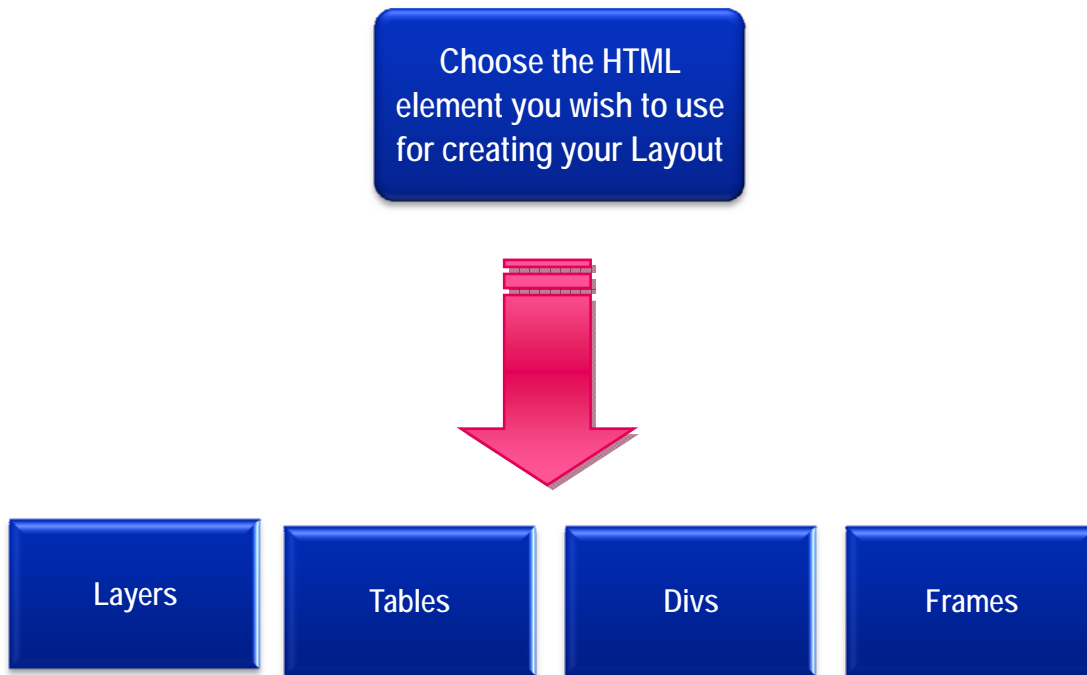 Choose the HTML
element you wish to use
for creating your Layout
Layers
Tables
Divs
Frames